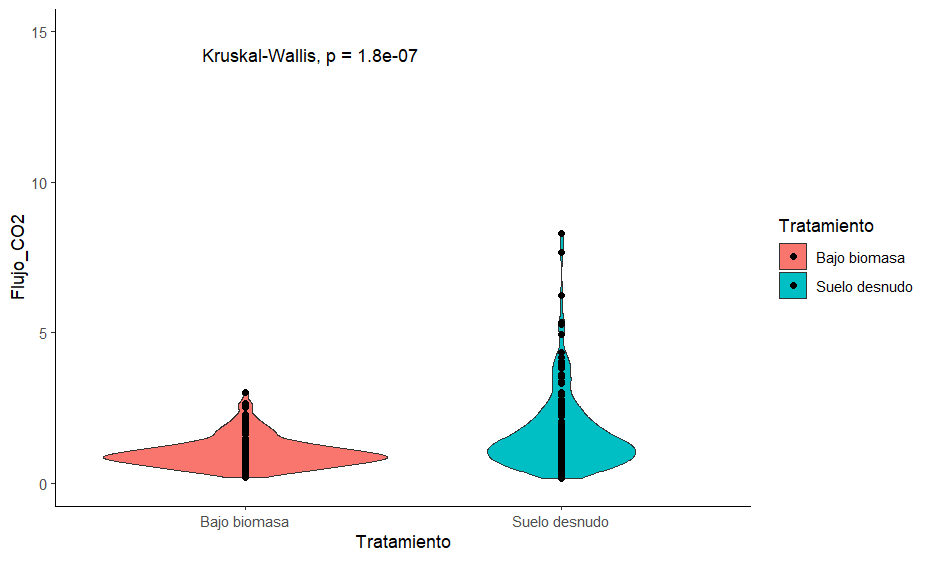 15
Kruskal-Wallis, p = 1.8e-07
10
5
0
Flujo_CO2
Bajo biomasa
Suelo desnudo
Tratamiento
Tratamiento
Bajo biomasa
Suelo desnudo